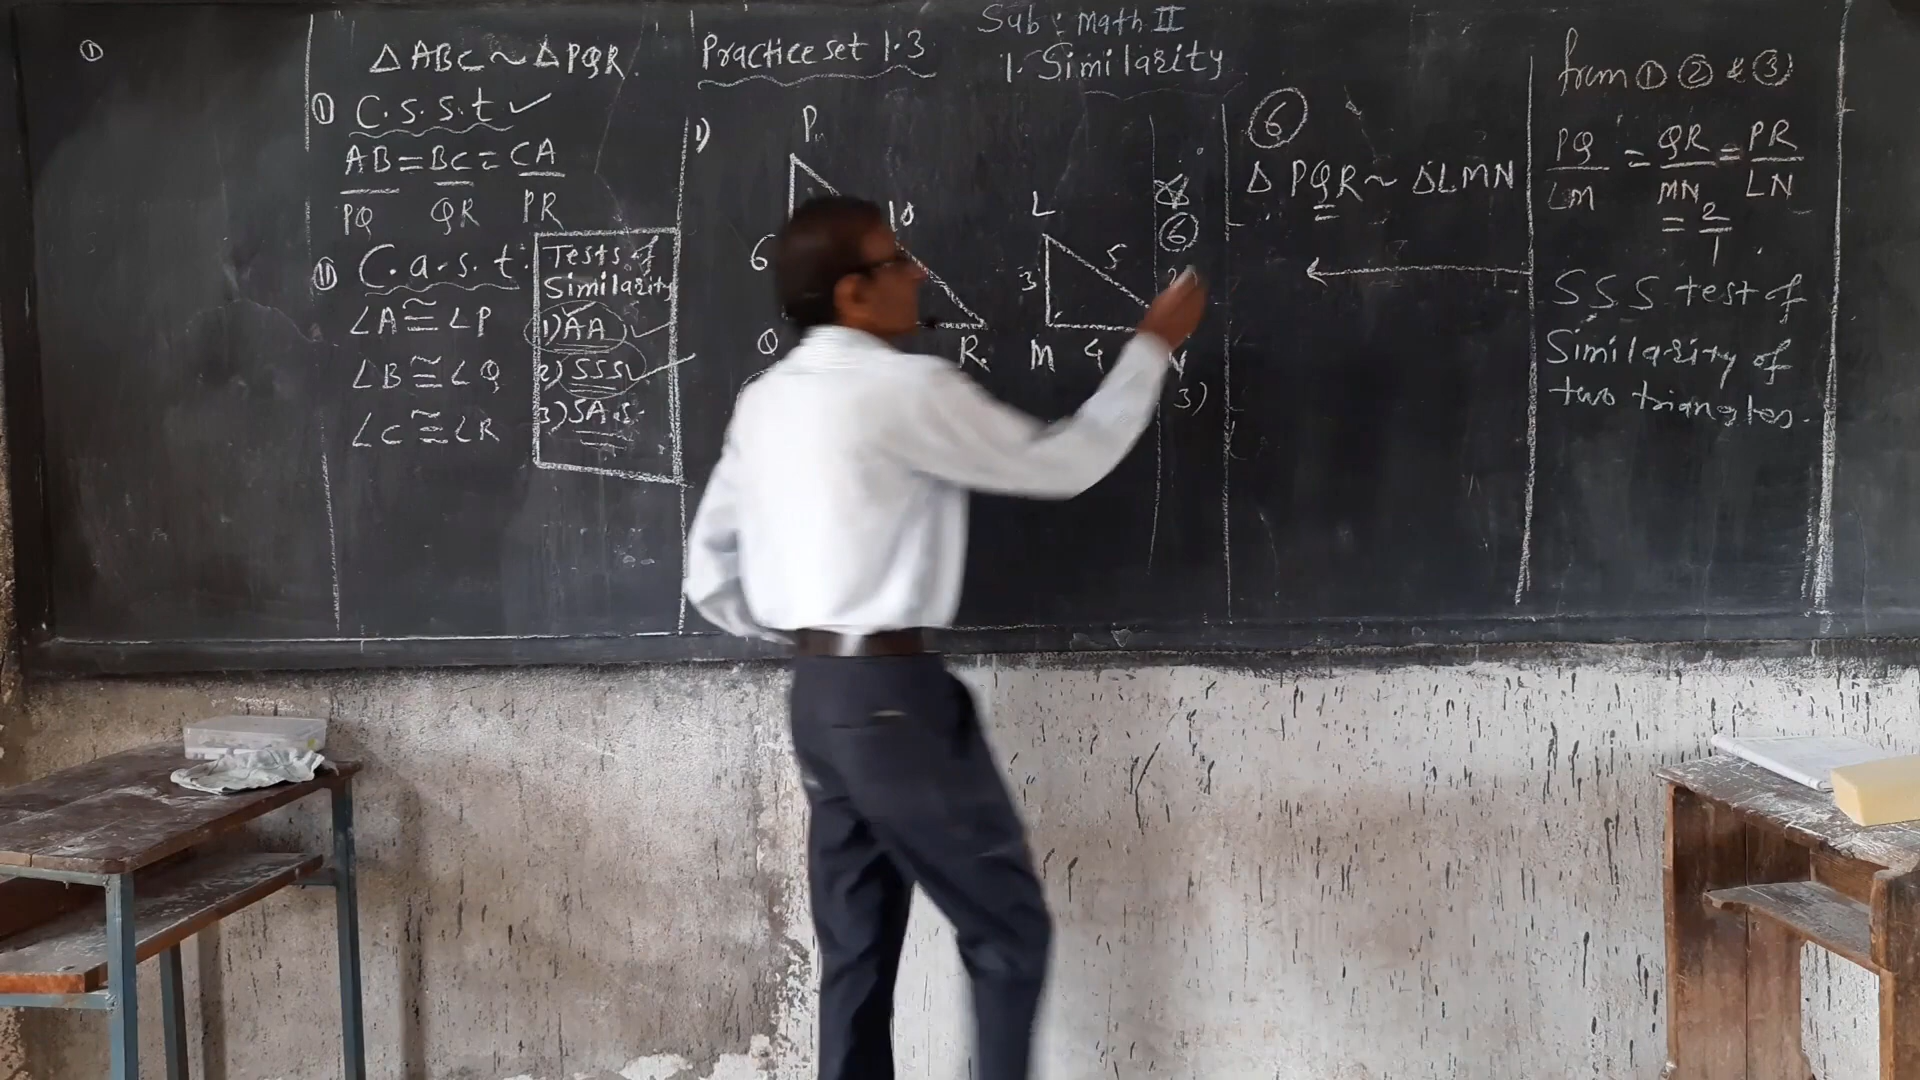 ①
△ABC ~ △PQR.
Ⓘ C.s.s.t ✓
AB = BC = CA
PQ QR PR
Ⓘ Ⓘ C.a.s.t:
∠A ≅ ∠P
∠B ≅ ∠Q
∠C ≅ ∠R
Tests of
Similarity
1) AA
2) SSS
3) SAS
Practice set 1.3
Sub : Math II
1. Similarity
1)
P
10
6
Q
R
L
3
5
M
4
N
⑥
3)
⑥
△ PQR ~ △LMN
from ① ② & ③
PQ/LM = QR/MN = PR/LN
= 2/1
SSS test of
Similarity of
two triangles.